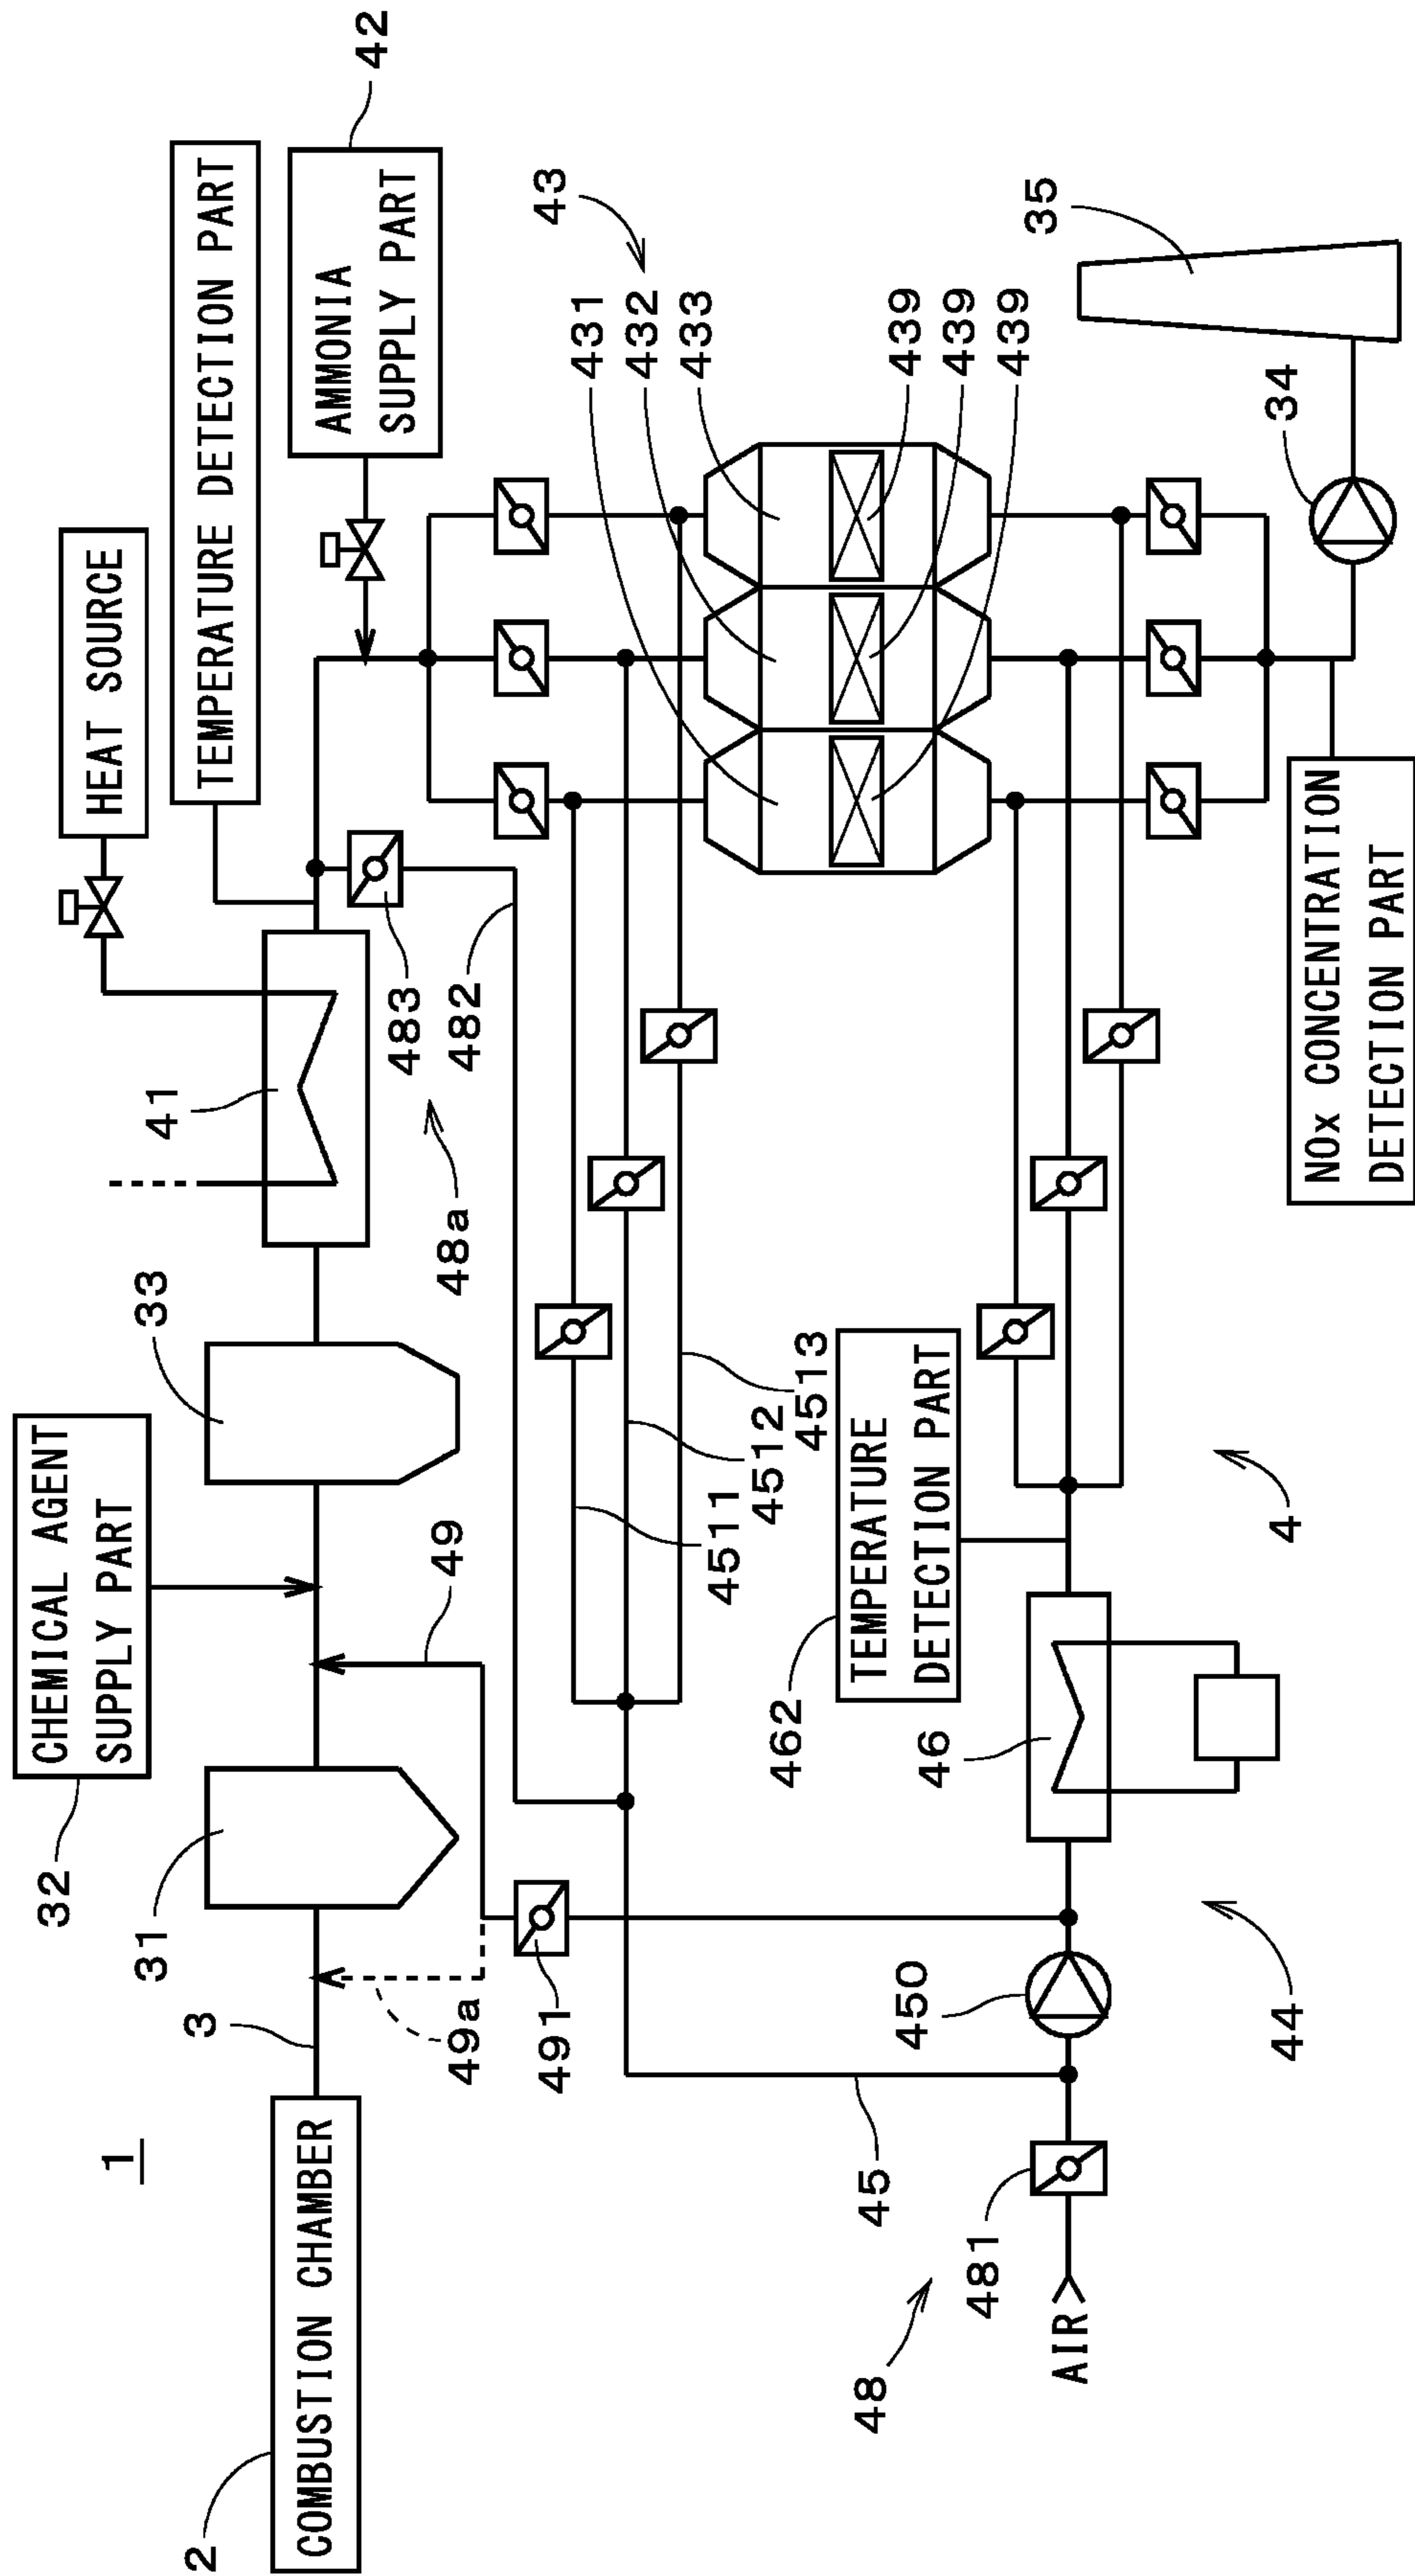 1
2
COMBUSTION CHAMBER
3
31
32
CHEMICAL AGENT
SUPPLY PART
33
41
HEAT SOURCE
TEMPERATURE DETECTION PART
42
AMMONIA
SUPPLY PART
49a
49
491
48a
483
482
43
431
432
433
439
439
439
4511
4512
4513
45
450
462
TEMPERATURE
DETECTION PART
46
48
481
AIR
44
4
NOx CONCENTRATION
DETECTION PART
34
35